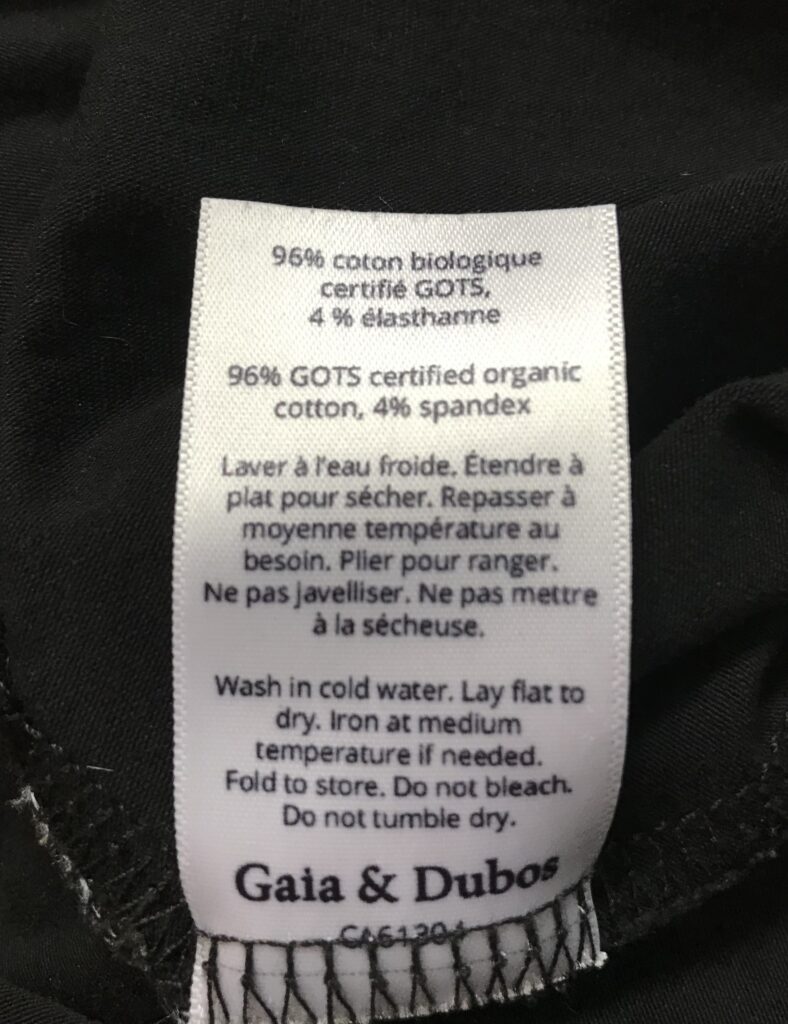 96% coton biologique
certifié GOTS,
4 % élasthanne
96% GOTS certified organic
cotton, 4% spandex
Laver à l'eau froide. Étendre à
plat pour sécher. Repasser à
moyenne température au
besoin. Plier pour ranger.
Ne pas javelliser. Ne pas mettre
à la sécheuse.
Wash in cold water. Lay flat to
dry. Iron at medium
temperature if needed.
Fold to store. Do not bleach.
Do not tumble dry.
Gaia & Dubos